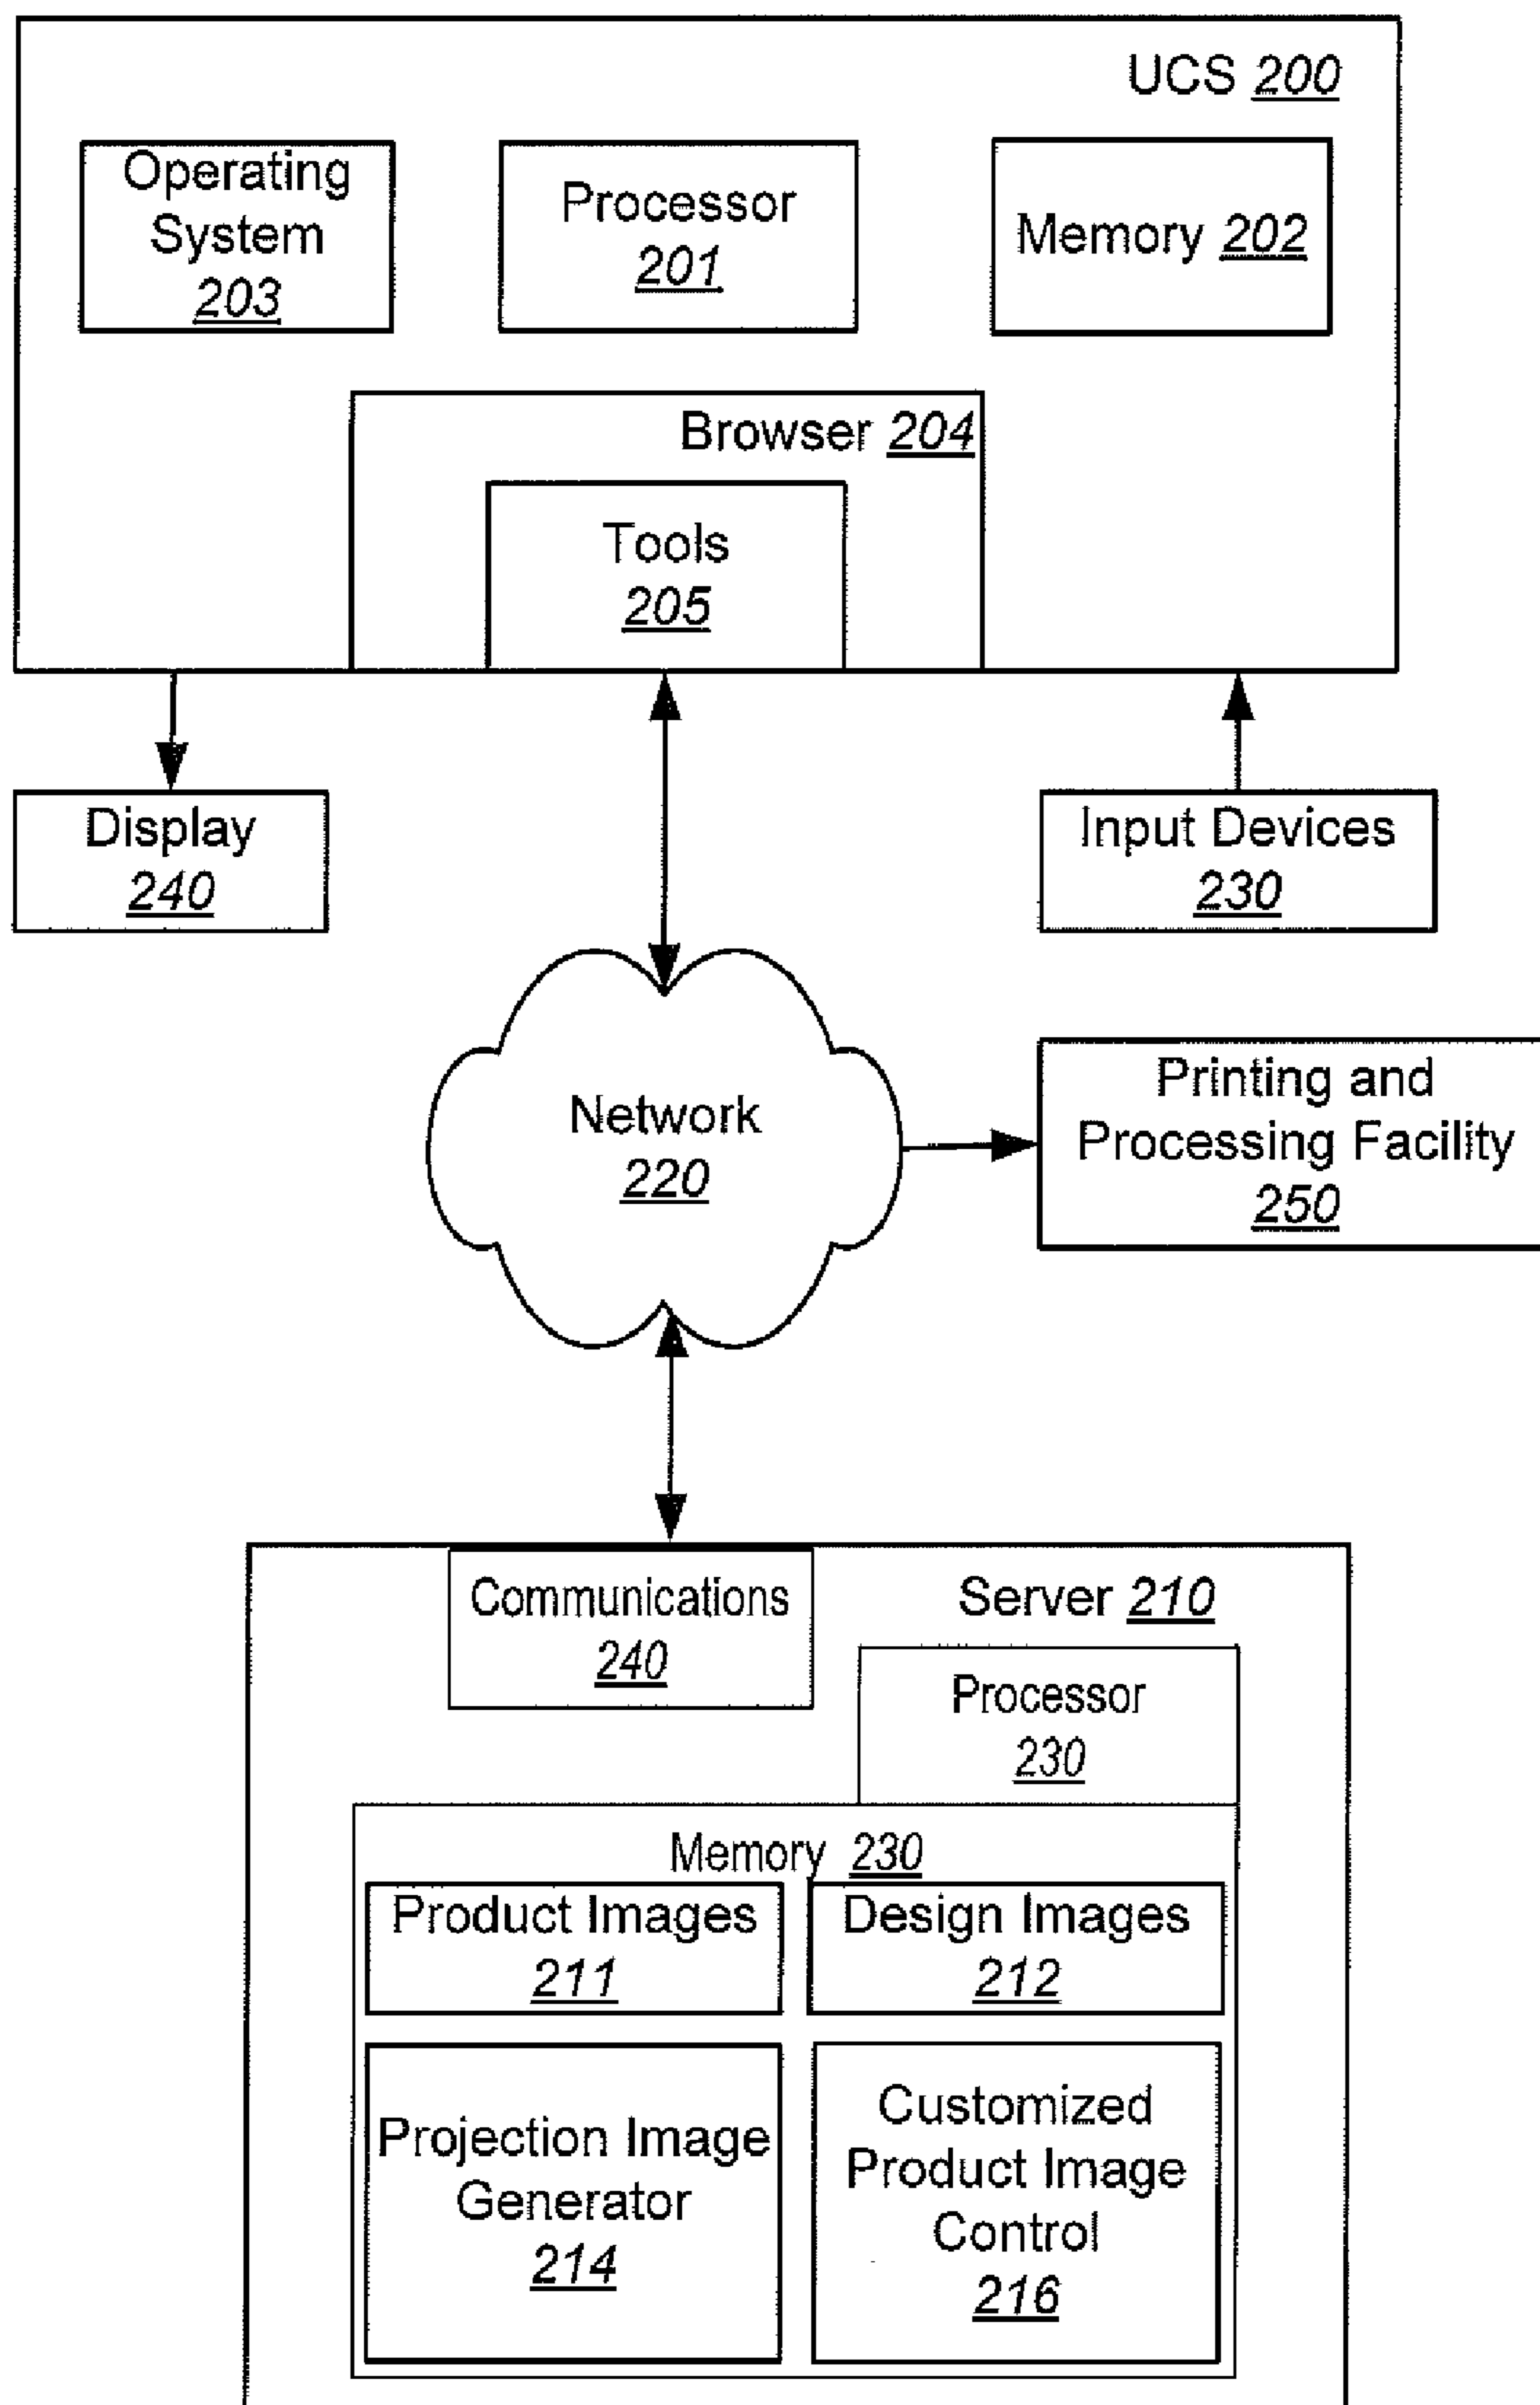 UCS 200
Operating
System
203
Processor
201
Memory 202
Browser 204
Tools
205
Display
240
Input Devices
230
Network
220
Printing and
Processing Facility
250
Communications
240
Server 210
Processor
230
Memory 230
Product Images
211
Design Images
212
Projection Image
Generator
214
Customized
Product Image
Control
216